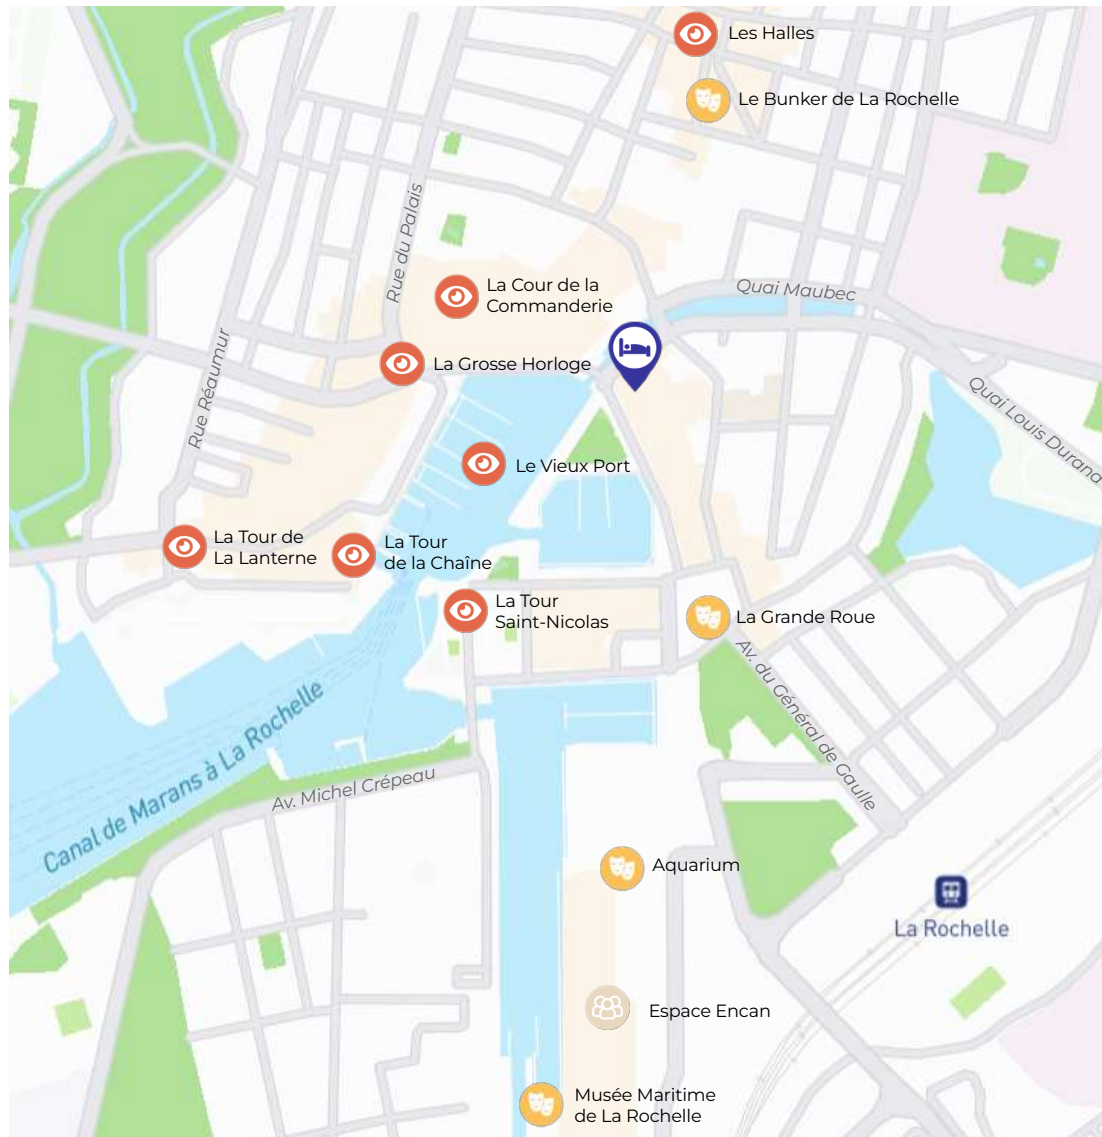 Les Halles
Le Bunker de La Rochelle
Rue du Palais
La Cour de la
Commanderie
Quai Maubec
La Grosse Horloge
Rue Réaumur
Quai Louis Durand
Le Vieux Port
La Tour de
La Lanterne
La Tour
de la Chaîne
La Tour
Saint-Nicolas
La Grande Roue
Av. du Général de Gaulle
Canal de Marans à La Rochelle
Av. Michel Crépeau
Aquarium
La Rochelle
Espace Encan
Musée Maritime
de La Rochelle